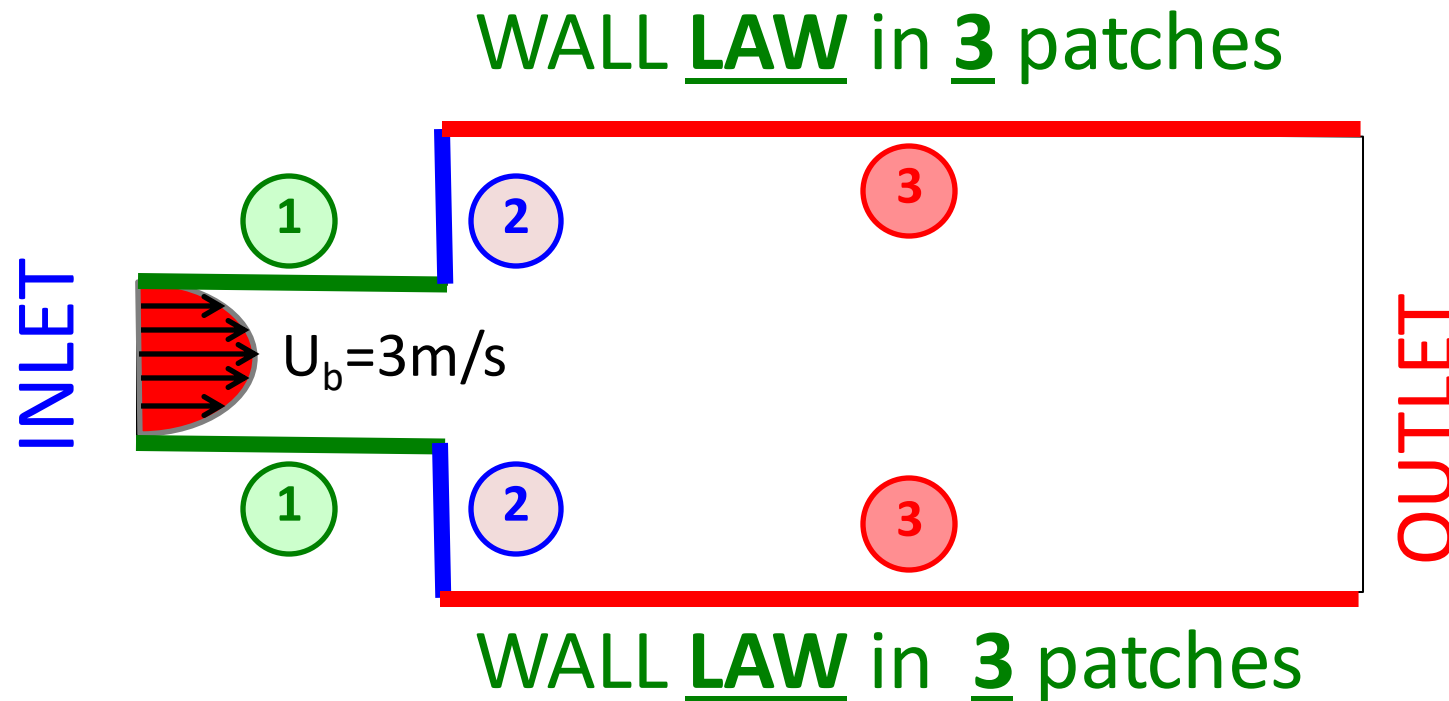 WALL LAW in 3 patches
3
1
2
INLET
Ub=3m/s
OUTLET
1
2
3
WALL LAW in 3 patches